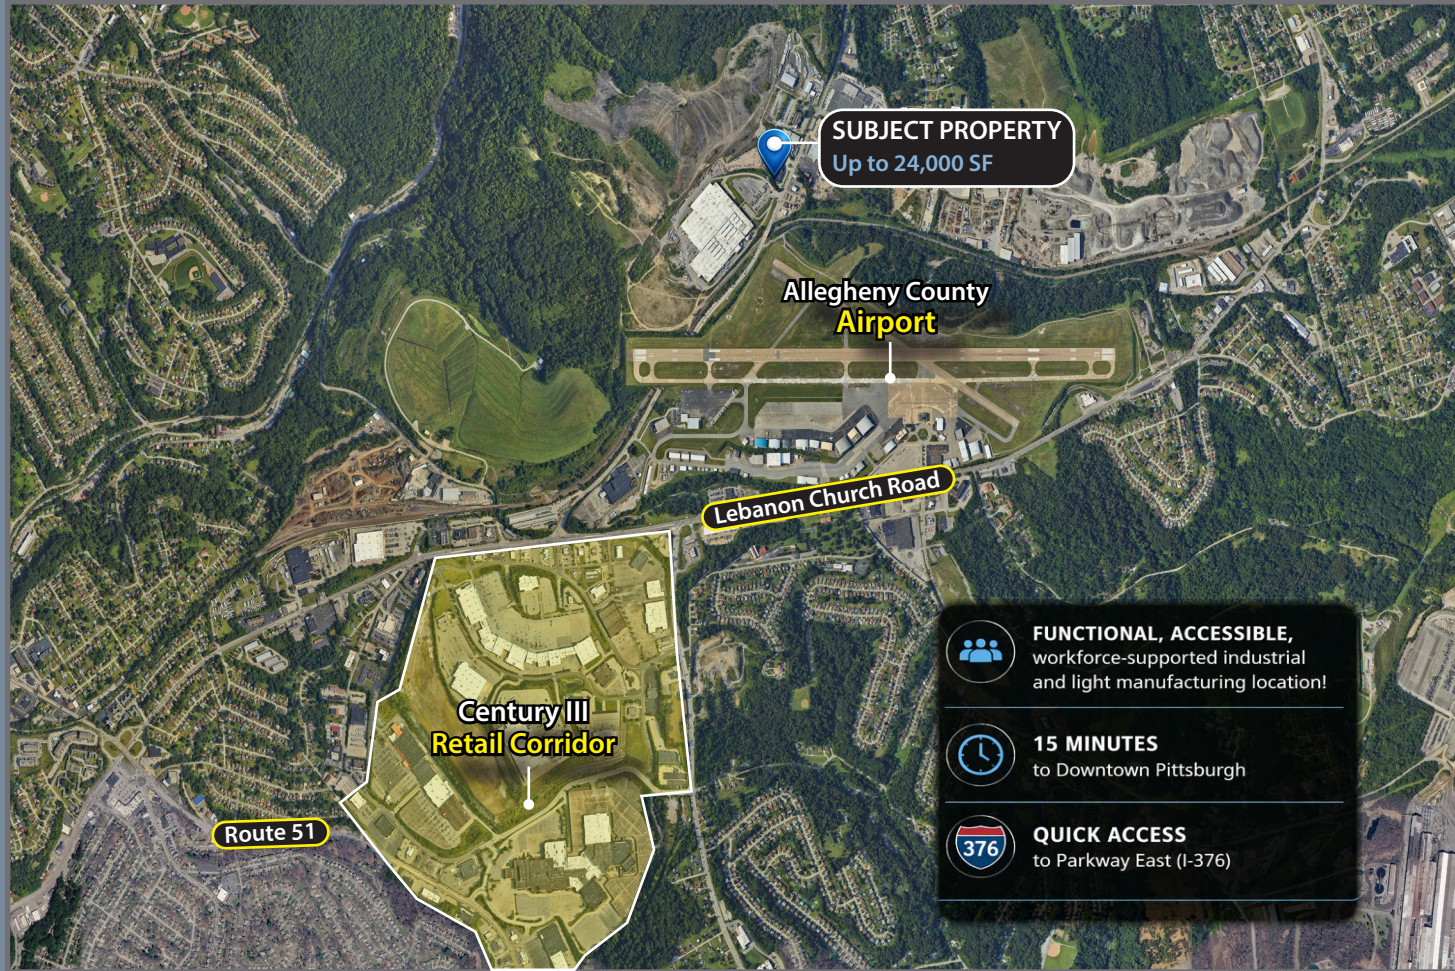 SUBJECT PROPERTY
Up to 24,000 SF
Allegheny County
Airport
Lebanon Church Road
Century III
Retail Corridor
Route 51
FUNCTIONAL, ACCESSIBLE,
workforce-supported industrial
and light manufacturing location!
15 MINUTES
to Downtown Pittsburgh
376
QUICK ACCESS
to Parkway East (I-376)